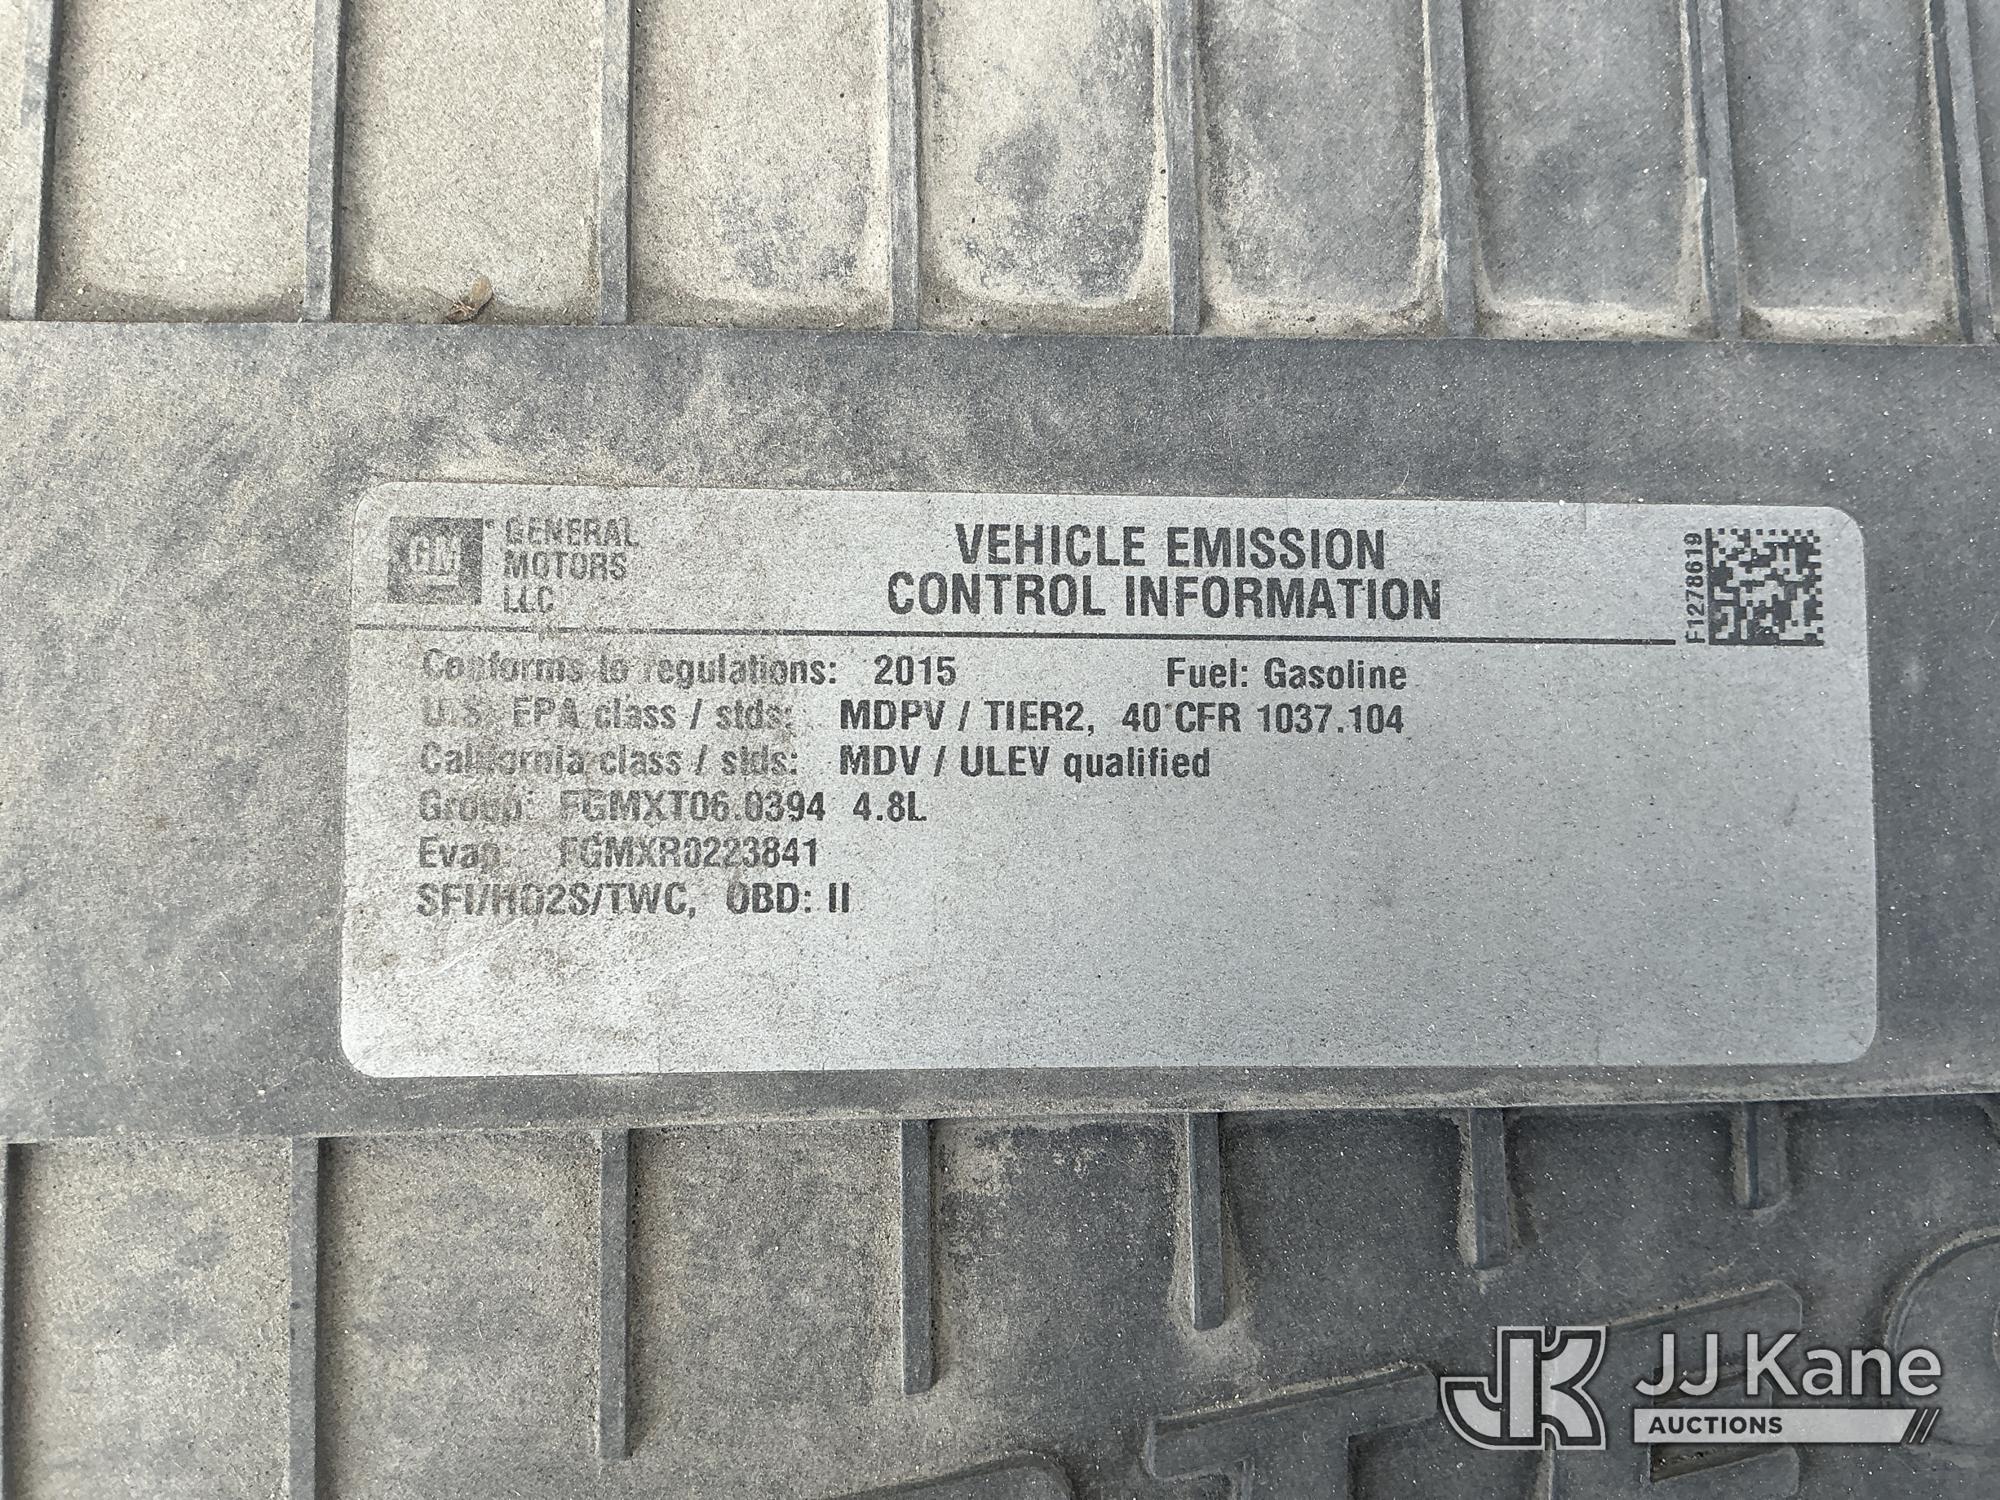 GM GENERAL
MOTORS
LLC
VEHICLE EMISSION
CONTROL INFORMATION
F1278619
Conforms to regulations: 2015 Fuel: Gasoline
U.S. EPA class / stds: MDPV / TIER2, 40 CFR 1037.104
California class / stds: MDV / ULEV qualified
Group: FGMXT06.0394 4.8L
Evap: FGMXR0223841
SFI/HO2S/TWC, OBD: II
JK JJ Kane
AUCTIONS